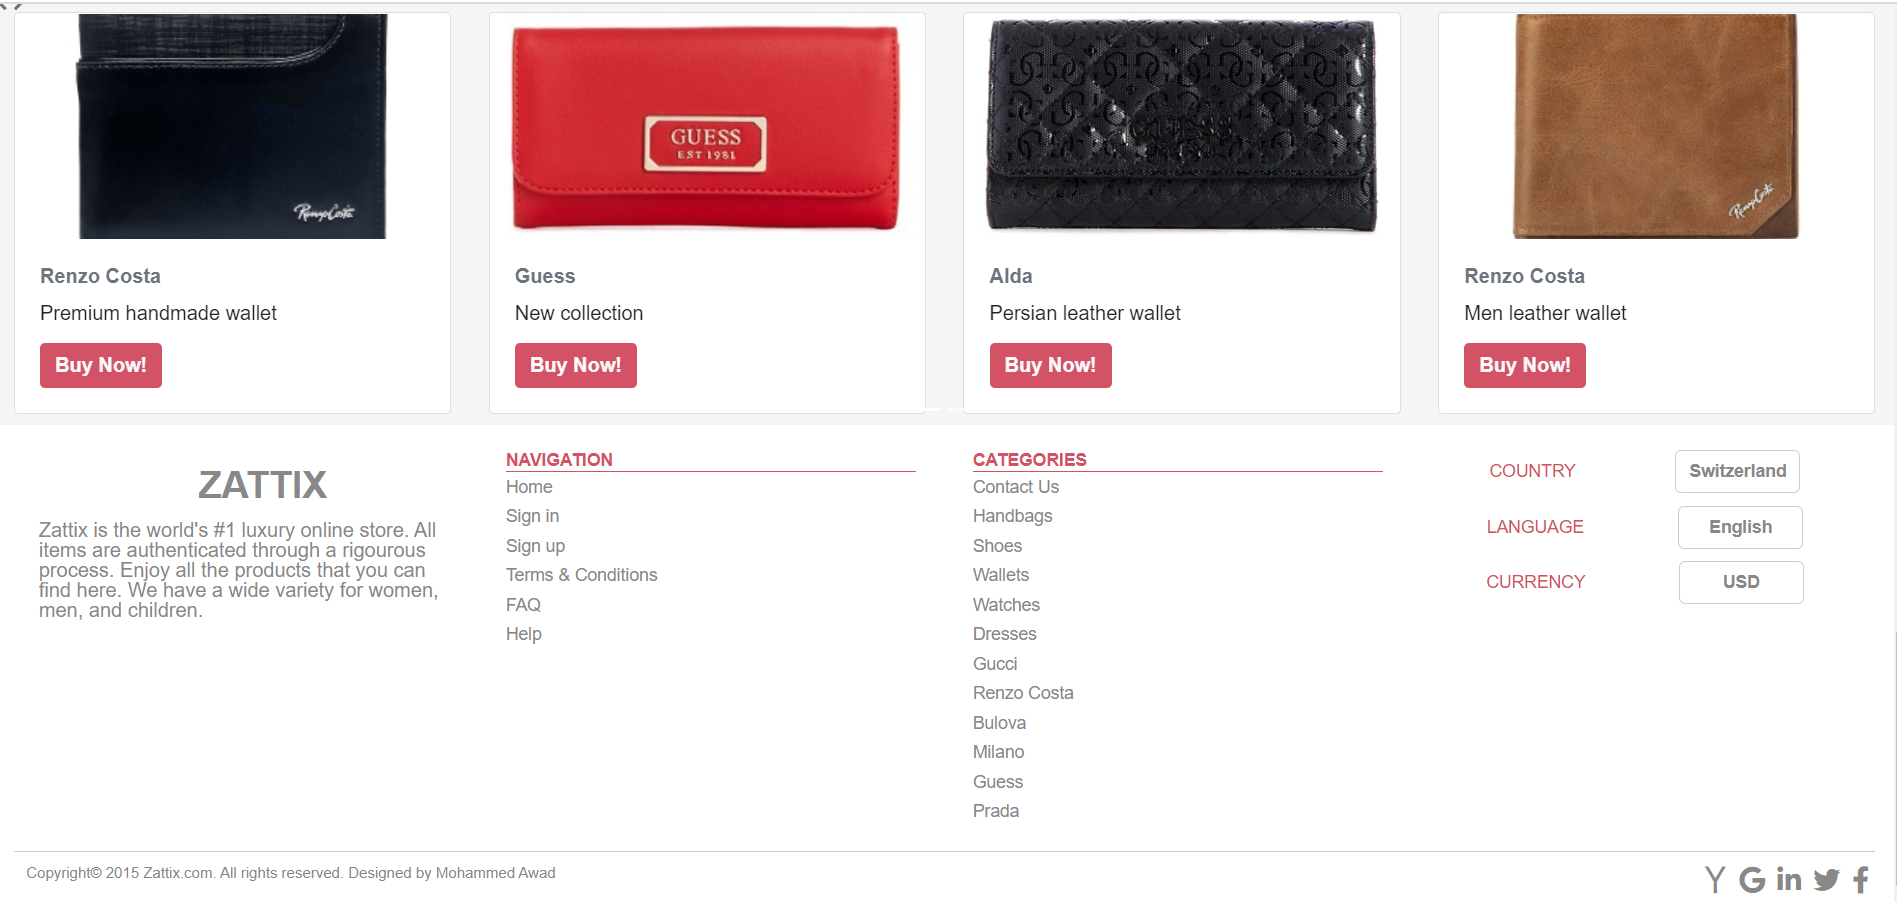 Renzo Costa
GUESS
EST 1981
GUESS
Renzo Costa
Renzo Costa
Premium handmade wallet
Buy Now!
Guess
New collection
Buy Now!
Alda
Persian leather wallet
Buy Now!
Renzo Costa
Men leather wallet
Buy Now!
ZATTIX
Zattix is the world's #1 luxury online store. All
items are authenticated through a rigourous
process. Enjoy all the products that you can
find here. We have a wide variety for women,
men, and children.
NAVIGATION
Home
Sign in
Sign up
Terms & Conditions
FAQ
Help
CATEGORIES
Contact Us
Handbags
Shoes
Wallets
Watches
Dresses
Gucci
Renzo Costa
Bulova
Milano
Guess
Prada
COUNTRY Switzerland
LANGUAGE English
CURRENCY USD
Copyright© 2015 Zattix.com. All rights reserved. Designed by Mohammed Awad